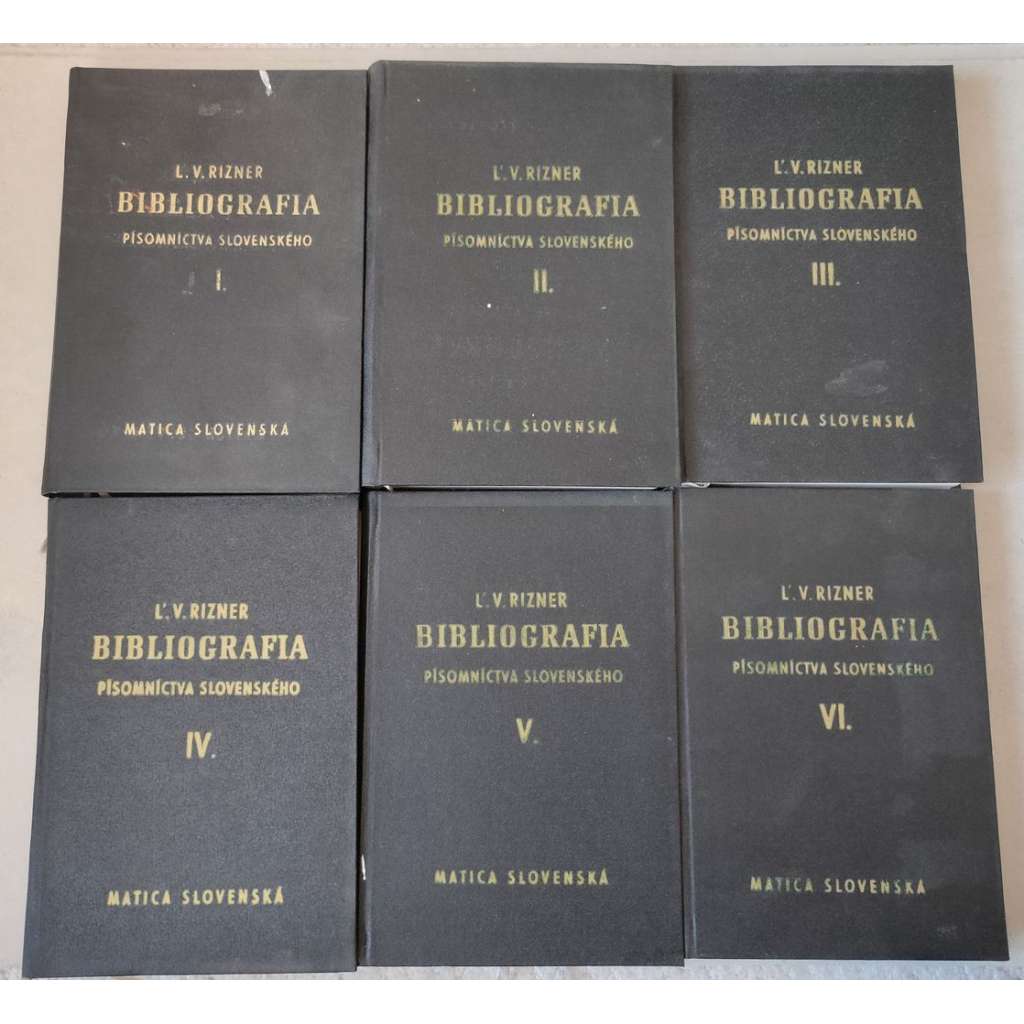 Ľ. V. RIZNER
BIBLIOGRAFIA
PÍSOMNÍCTVA SLOVENSKÉHO
I.
MATICA SLOVENSKÁ
Ľ. V. RIZNER
BIBLIOGRAFIA
PÍSOMNÍCTVA SLOVENSKÉHO
II.
MATICA SLOVENSKÁ
Ľ. V. RIZNER
BIBLIOGRAFIA
PÍSOMNÍCTVA SLOVENSKÉHO
III.
MATICA SLOVENSKÁ
Ľ. V. RIZNER
BIBLIOGRAFIA
PÍSOMNÍCTVA SLOVENSKÉHO
IV.
MATICA SLOVENSKÁ
Ľ. V. RIZNER
BIBLIOGRAFIA
PÍSOMNÍCTVA SLOVENSKÉHO
V.
MATICA SLOVENSKÁ
Ľ. V. RIZNER
BIBLIOGRAFIA
PÍSOMNÍCTVA SLOVENSKÉHO
VI.
MATICA SLOVENSKÁ